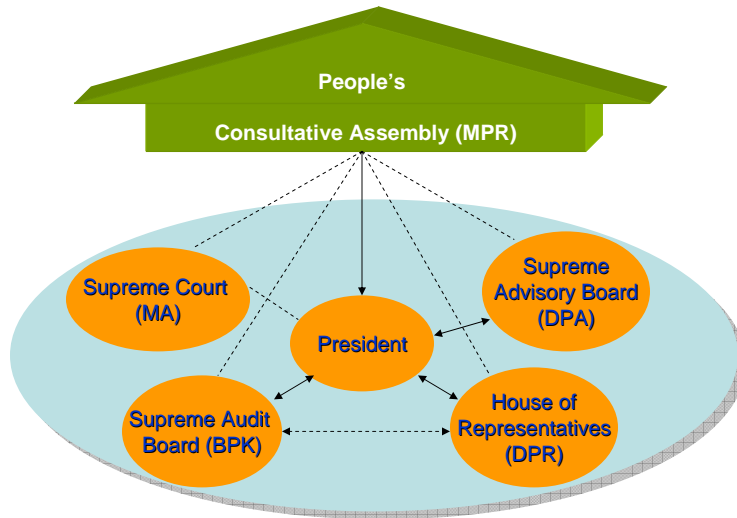 People's
Consultative Assembly (MPR)
Supreme Court
(MA)
Supreme
Advisory Board
(DPA)
President
Supreme Audit
Board (BPK)
House of
Representatives
(DPR)